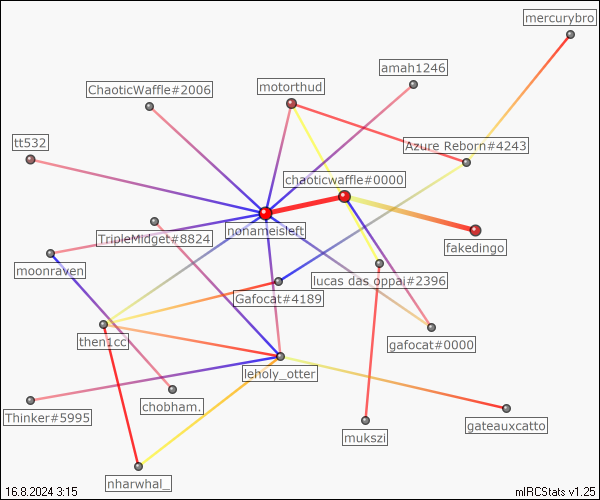 mercurybro
amah1246
motorthud
ChaoticWaffle#2006
tt532
Azure Reborn#4243
chaoticwaffle#0000
nonameisleft
TripleMidget#8824
fakedingo
moonraven
lucas das oppai#2396
Gafocat#4189
then1cc
gafocat#0000
leholy_otter
chobham.
Thinker#5995
gateauxcatto
mukszi
nharwhal_
16.8.2024 3:15
mIRCStats v1.25